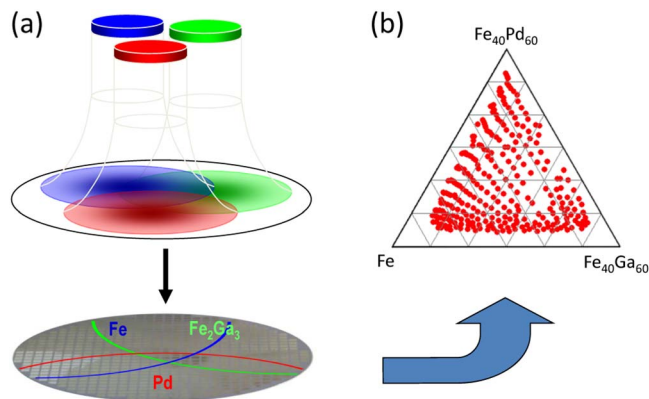 (a)
(b)
Fe₄₀Pd₆₀
Fe
Fe₄₀Ga₆₀
Fe
Fe₂Ga₃
Pd